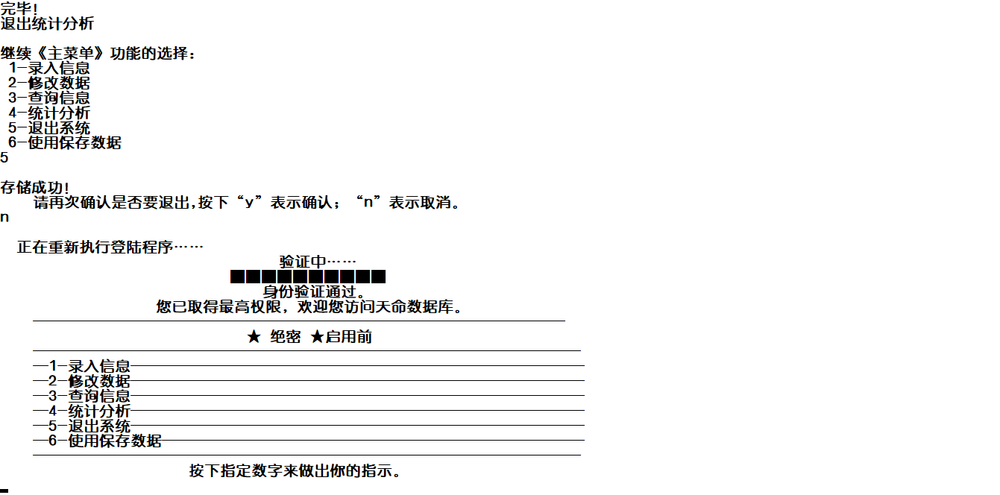 完毕!
退出统计分析
继续《主菜单》功能的选择:
1-录入信息
2-修改数据
3-查询信息
4-统计分析
5-退出系统
6-使用保存数据
5
存储成功!
请再次确认是否要退出,按下“y”表示确认；“n”表示取消。
n
正在重新执行登陆程序……
验证中……
■■■■■■■■■■
身份验证通过。
您已取得最高权限，欢迎您访问天命数据库。
★ 绝密 ★启用前
—1-录入信息—————————————————————————————
—2-修改数据—————————————————————————————
—3-查询信息—————————————————————————————
—4-统计分析—————————————————————————————
—5-退出系统—————————————————————————————
—6-使用保存数据———————————————————————————
按下指定数字来做出你的指示。